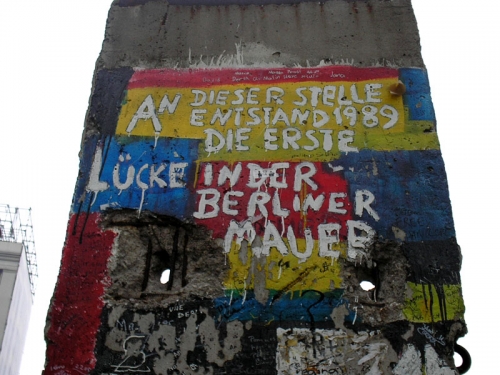 AN DIESER STELLE
ENTSTAND 1989
DIE ERSTE
LÜCKE IN DER
BERLINER
MAUER